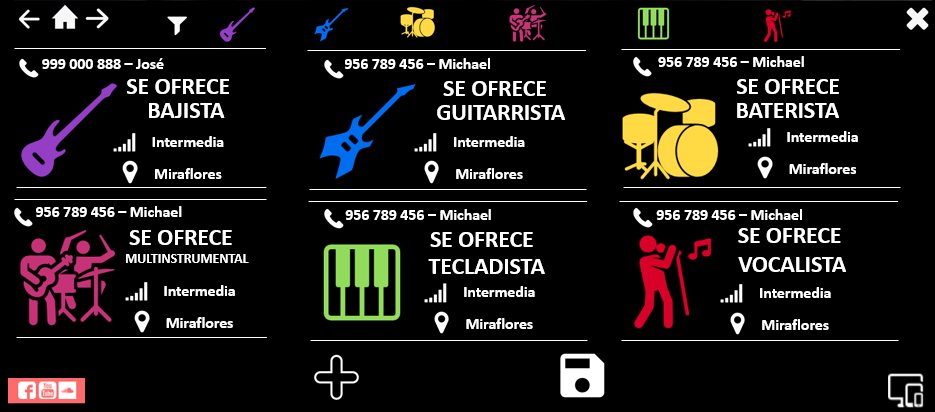 999 000 888 – José
SE OFRECE
BAJISTA
Intermedia
Miraflores
956 789 456 – Michael
SE OFRECE
GUITARRISTA
Intermedia
Miraflores
956 789 456 – Michael
SE OFRECE
BATERISTA
Intermedia
Miraflores
956 789 456 – Michael
SE OFRECE
MULTINSTRUMENTAL
Intermedia
Miraflores
956 789 456 – Michael
SE OFRECE
TECLADISTA
Intermedia
Miraflores
956 789 456 – Michael
SE OFRECE
VOCALISTA
Intermedia
Miraflores
You
Tube